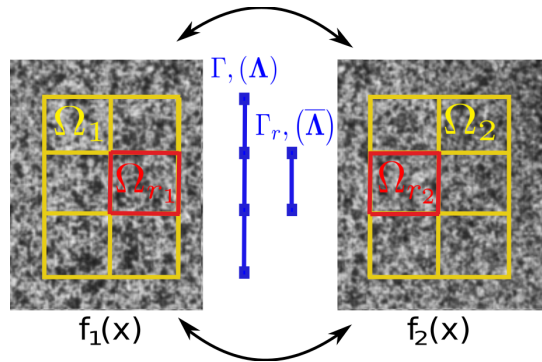 Γ, (Λ)
Ω₁
Ω₂
Γᵣ, (Λ̅)
Ωᵣ₁
Ωᵣ₂
f₁(x)
f₂(x)